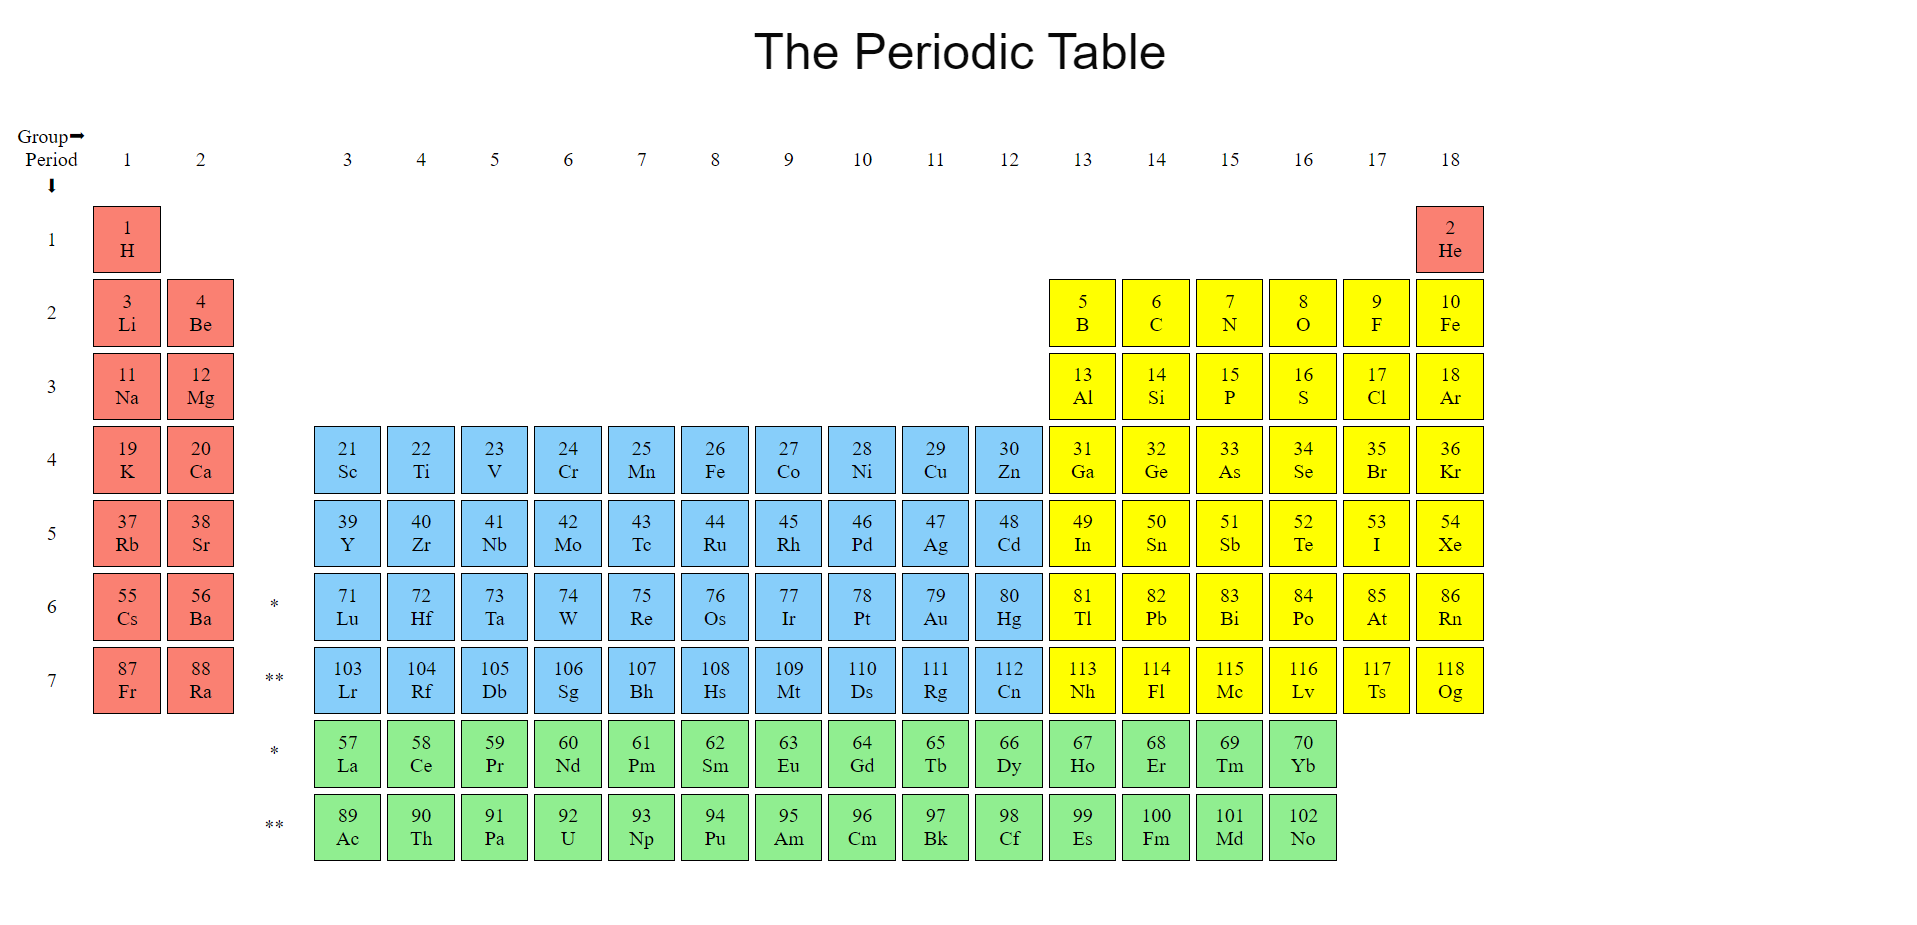 The Periodic Table
Group➡
Period 1 2 3 4 5 6 7 8 9 10 11 12 13 14 15 16 17 18
⬇
1 2
1 H He
3 4 5 6 7 8 9 10
2 Li Be B C N O F Fe
11 12 13 14 15 16 17 18
3 Na Mg Al Si P S Cl Ar
19 20 21 22 23 24 25 26 27 28 29 30 31 32 33 34 35 36
4 K Ca Sc Ti V Cr Mn Fe Co Ni Cu Zn Ga Ge As Se Br Kr
37 38 39 40 41 42 43 44 45 46 47 48 49 50 51 52 53 54
5 Rb Sr Y Zr Nb Mo Tc Ru Rh Pd Ag Cd In Sn Sb Te I Xe
55 56 71 72 73 74 75 76 77 78 79 80 81 82 83 84 85 86
6 Cs Ba * Lu Hf Ta W Re Os Ir Pt Au Hg Tl Pb Bi Po At Rn
87 88 103 104 105 106 107 108 109 110 111 112 113 114 115 116 117 118
7 Fr Ra ** Lr Rf Db Sg Bh Hs Mt Ds Rg Cn Nh Fl Mc Lv Ts Og
57 58 59 60 61 62 63 64 65 66 67 68 69 70
* La Ce Pr Nd Pm Sm Eu Gd Tb Dy Ho Er Tm Yb
89 90 91 92 93 94 95 96 97 98 99 100 101 102
** Ac Th Pa U Np Pu Am Cm Bk Cf Es Fm Md No